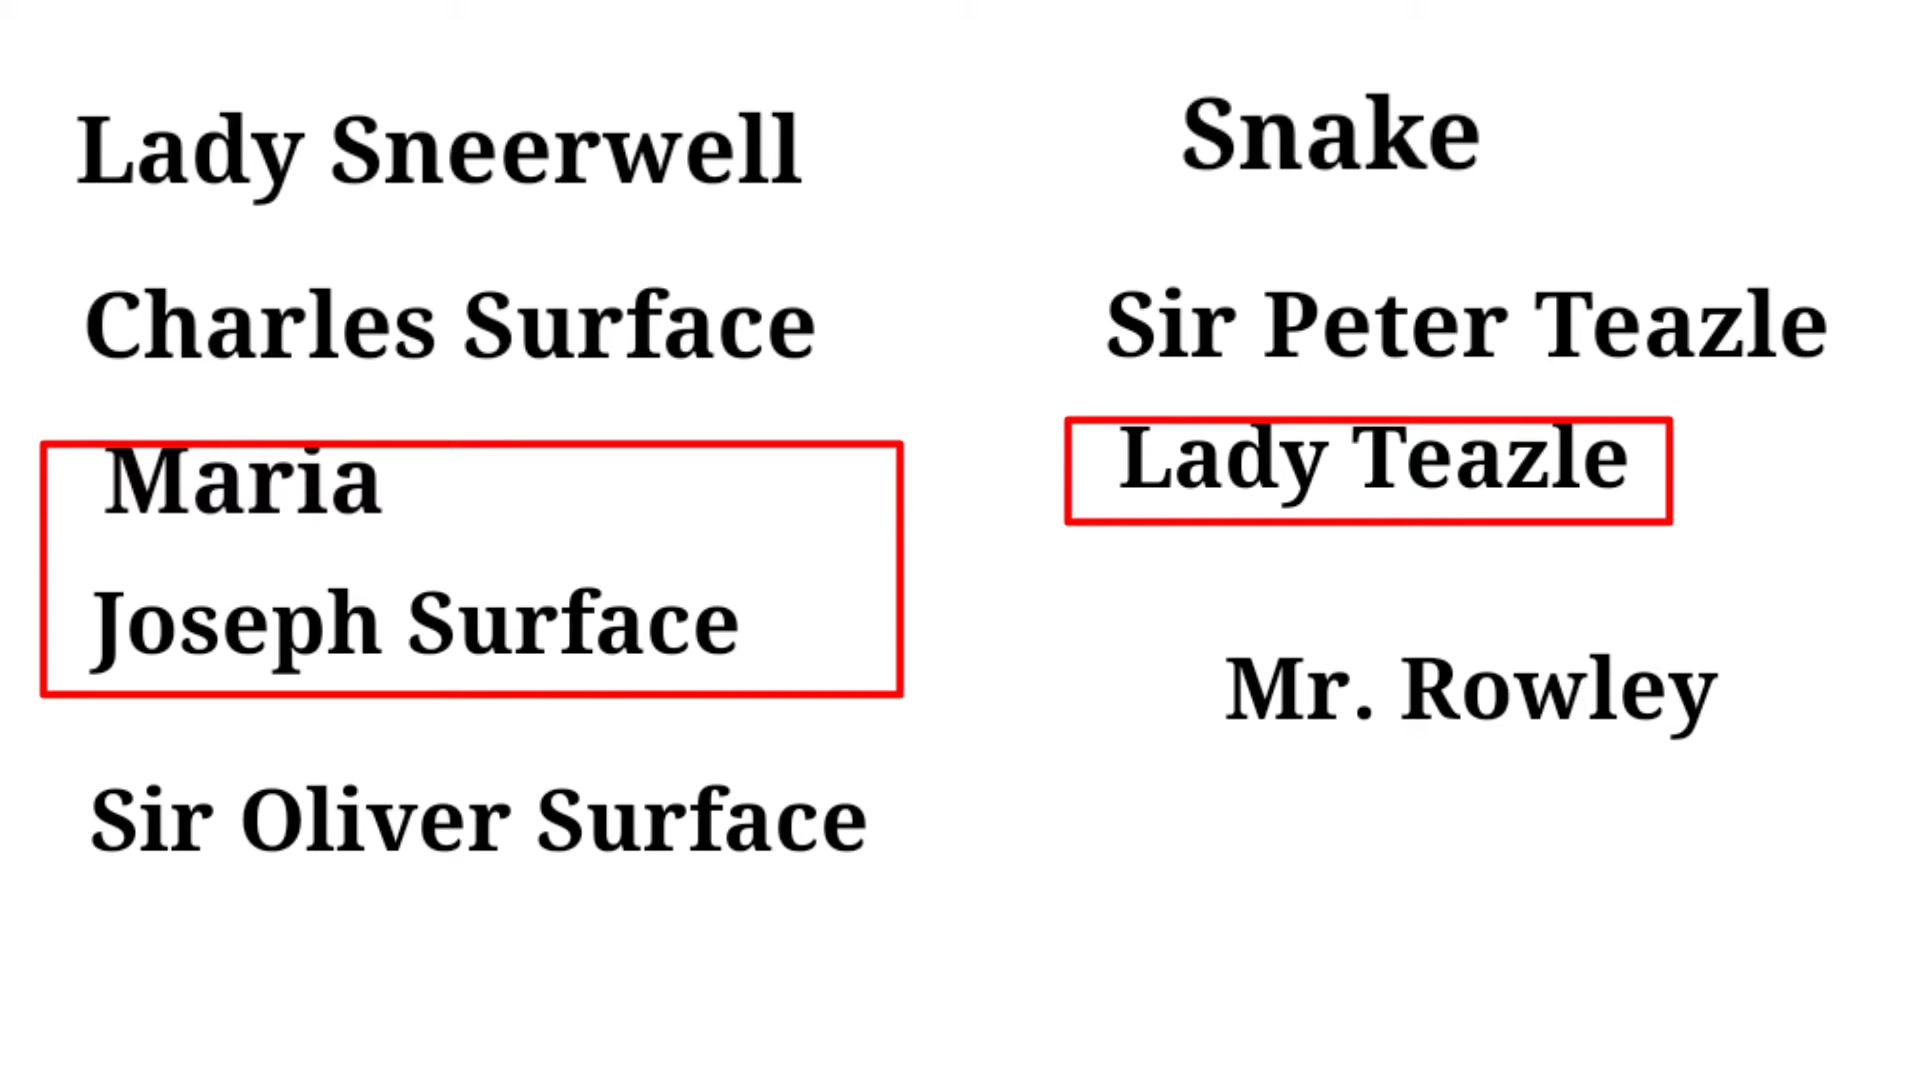 Lady Sneerwell
Charles Surface
Maria
Joseph Surface
Sir Oliver Surface
Snake
Sir Peter Teazle
Lady Teazle
Mr. Rowley